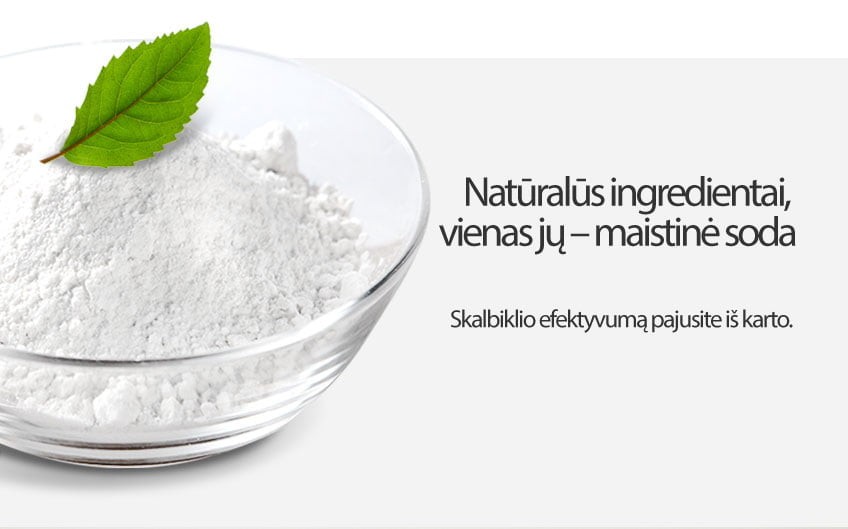 Natūralūs ingredientai,
vienas jų – maistinė soda
Skalbiklio efektyvumą pajusite iš karto.